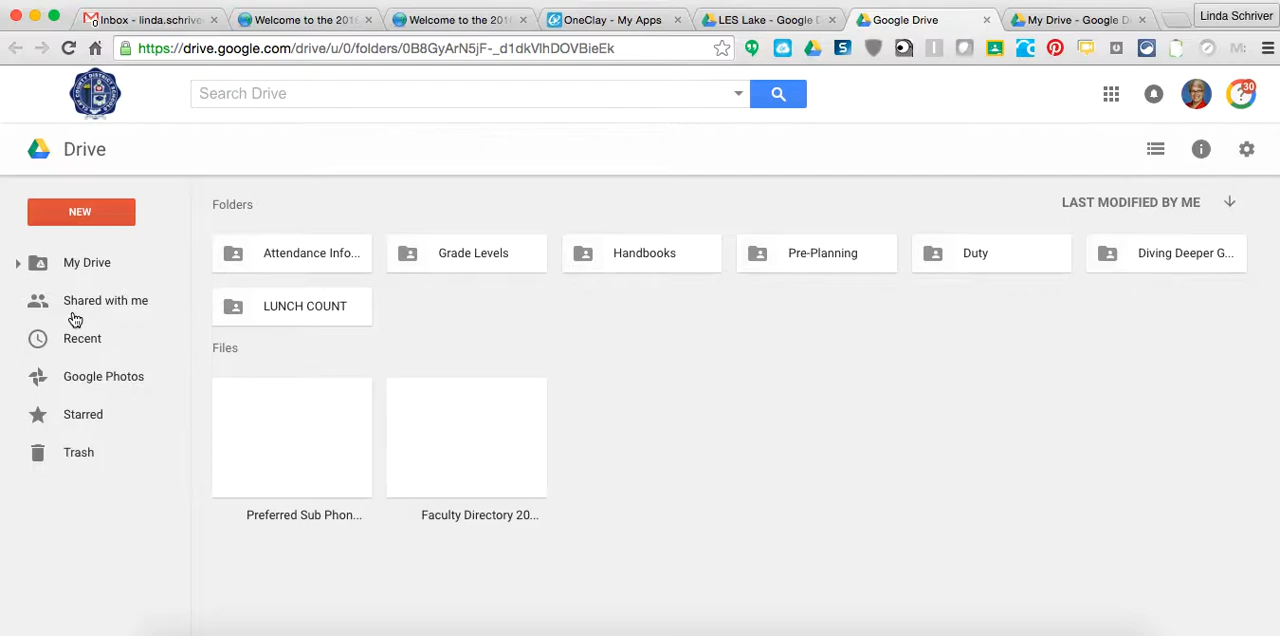 Inbox - linda.schrive
Welcome to the 201
Welcome to the 201
OneClay - My Apps
LES Lake - Google D
Google Drive
My Drive - Google D
Linda Schriver
https://drive.google.com/drive/u/0/folders/0B8GyArN5jF-_d1dkVlhDOVBieEk
Search Drive
30
Drive
NEW
Folders
LAST MODIFIED BY ME
My Drive
Attendance Info...
Grade Levels
Handbooks
Pre-Planning
Duty
Diving Deeper G...
Shared with me
LUNCH COUNT
Recent
Files
Google Photos
Starred
Trash
Preferred Sub Phon...
Faculty Directory 20...